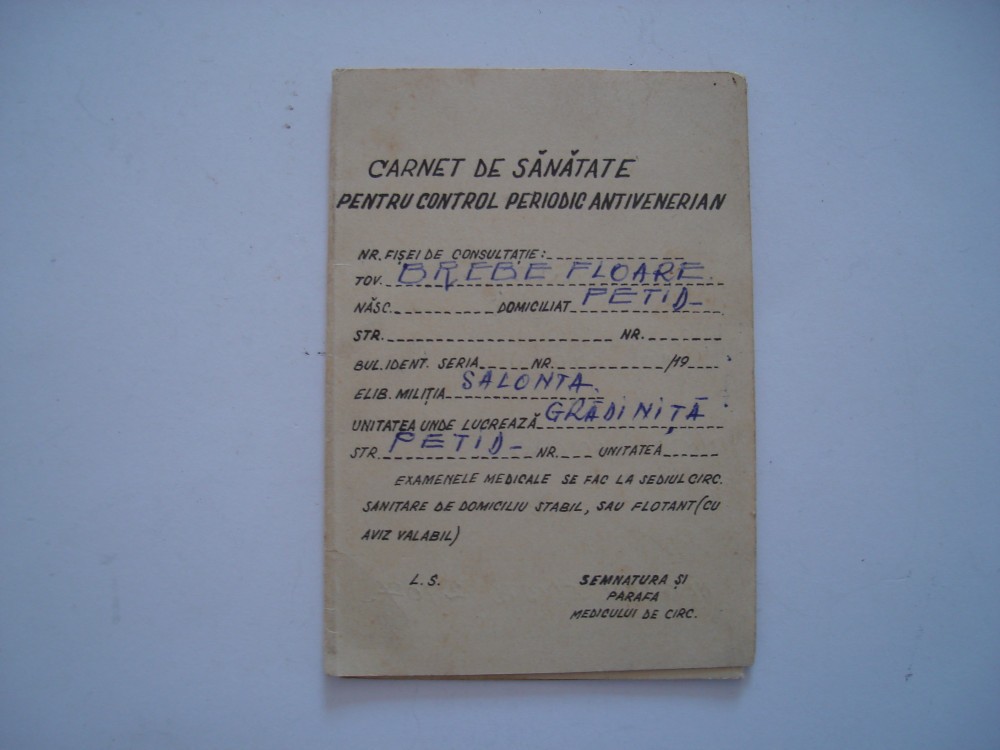 CARNET DE SĂNĂTATE
PENTRU CONTROL PERIODIC ANTIVENERIAN
NR. FIȘEI DE CONSULTAȚIE:
TOV. BREBE FLOARE
NĂSC. DOMICILIAT PETID
STR. NR.
BUL. IDENT. SERIA NR. /19
ELIB. MILIȚIA SALONTA
UNITATEA UNDE LUCREAZĂ GRĂDINIȚĂ
STR. PETID NR. UNITATEA
EXAMENELE MEDICALE SE FAC LA SEDIUL CIRC.
SANITARE DE DOMICILIU STABIL, SAU FLOTANT (CU
AVIZ VALABIL)
L.S. SEMNATURA ȘI
PARAFA
MEDICULUI DE CIRC.